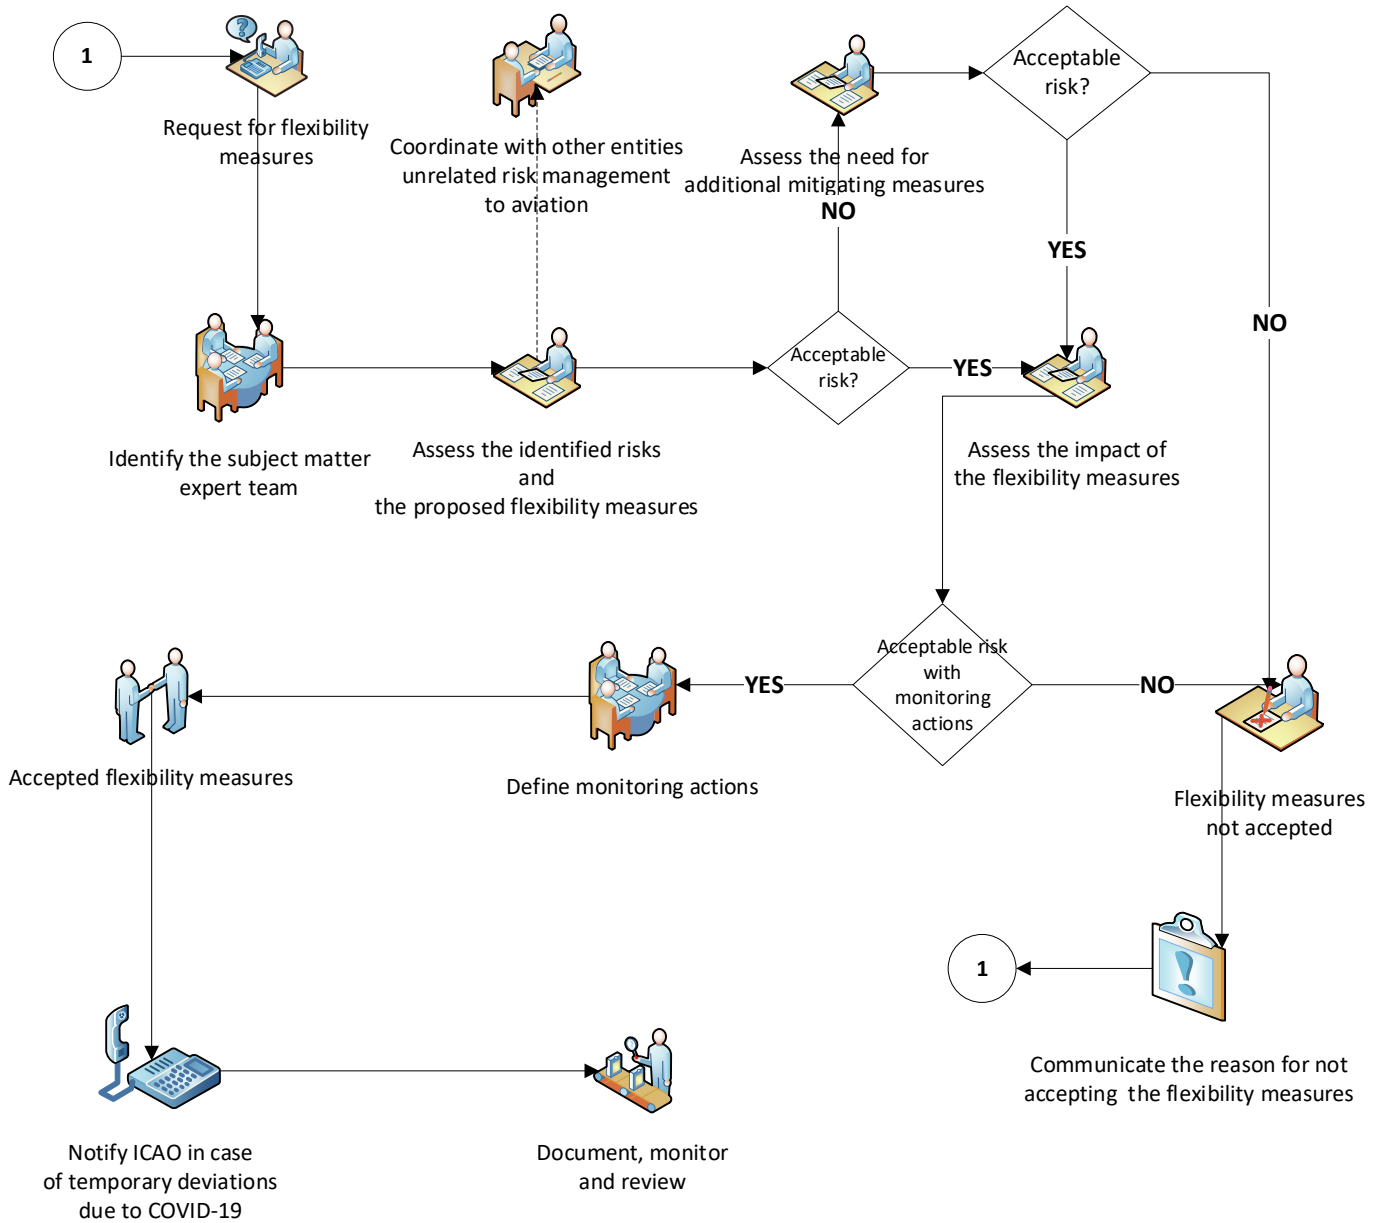 1
Request for flexibility
measures
Coordinate with other entities
unrelated risk management
to aviation
Assess the need for
additional mitigating measures
NO
Acceptable
risk?
YES
NO
Identify the subject matter
expert team
Assess the identified risks
and
the proposed flexibility measures
Acceptable
risk?
YES
Assess the impact of
the flexibility measures
Accepted flexibility measures
Define monitoring actions
YES
Acceptable risk
with
monitoring
actions
NO
Flexibility measures
not accepted
1
Communicate the reason for not
accepting  the flexibility measures
Notify ICAO in case
of temporary deviations
due to COVID-19
Document, monitor
and review